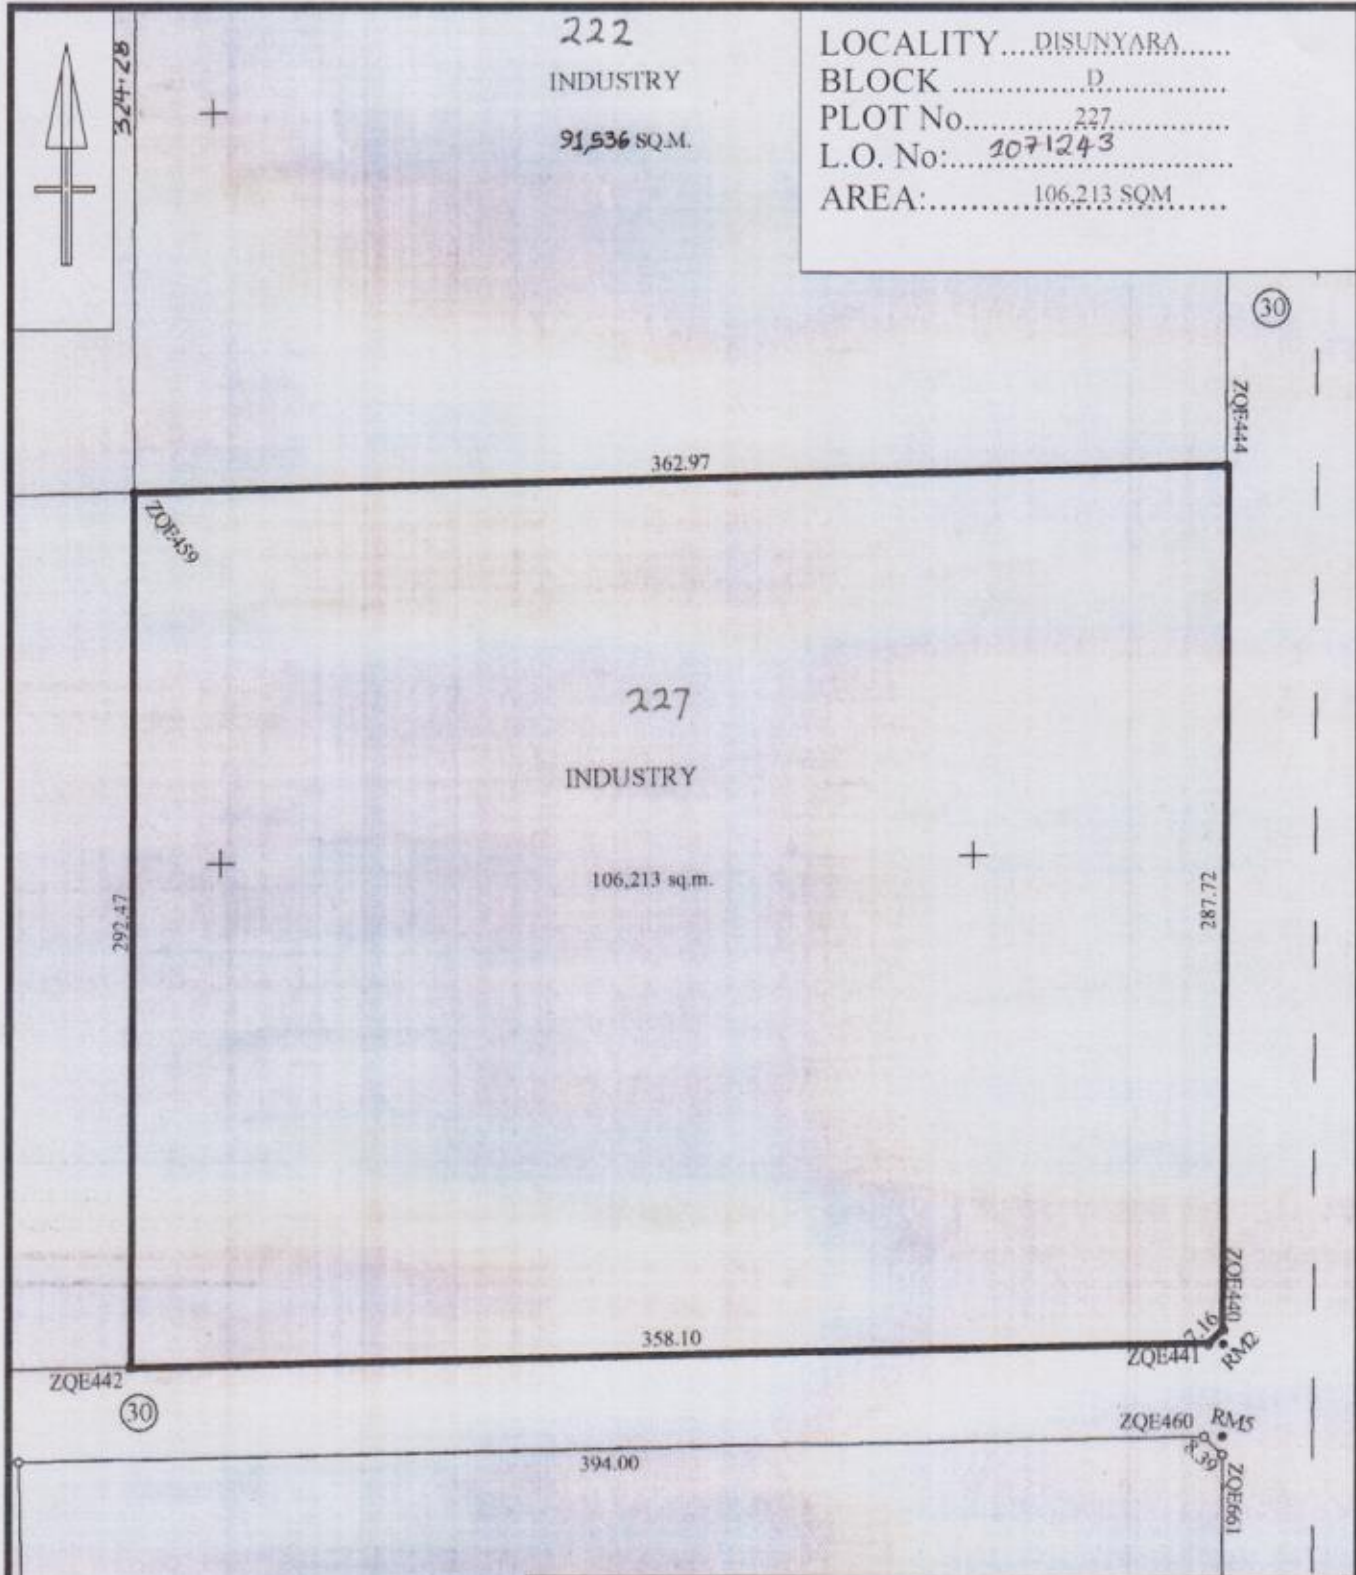 324.28
222
INDUSTRY
91,536 SQ.M.
LOCALITY....DISUNYARA......
BLOCK ...............D..............
PLOT No...............227...............
L.O. No:....1071243...............
AREA:..............106,213 SQM......
30
ZQE444
362.97
ZQE459
227
INDUSTRY
106,213 sq.m.
292.47
287.72
ZQE440
7.16
358.10
ZQE441
RM2
ZQE442
30
ZQE460
RM5
394.00
8.39
ZQE661